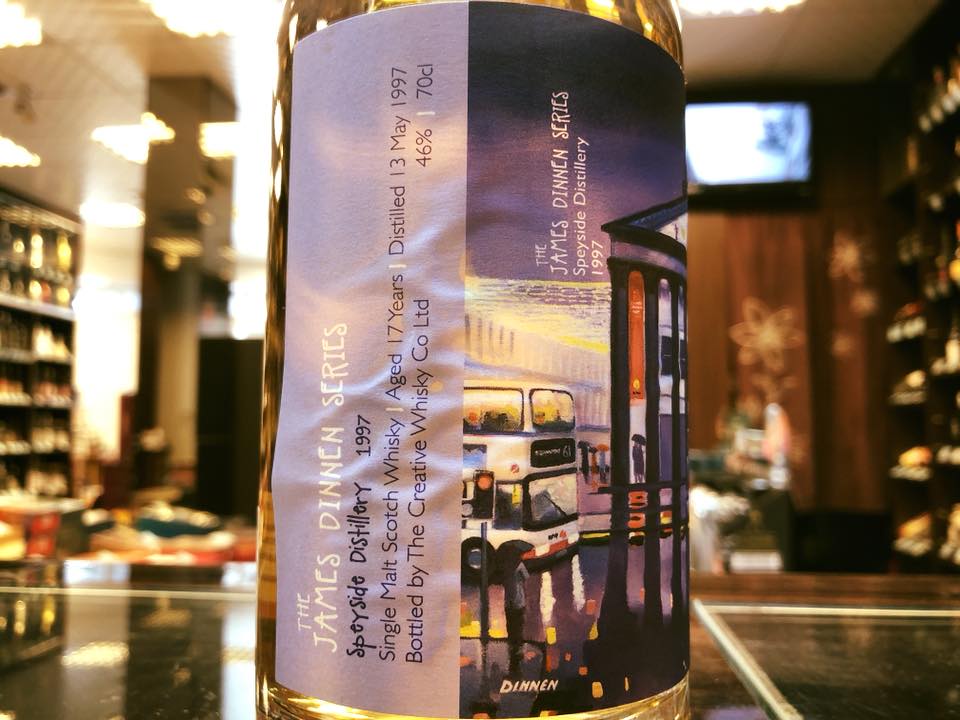 THE
JAMES DINNEN SERIES
Speyside Distillery 1997
Single Malt Scotch Whisky | Aged 17 Years | Distilled 13 May 1997
Bottled by The Creative Whisky Co Ltd 46% | 70cl
THE
JAMES DINNEN SERIES
Speyside Distillery
1997
19
DINNEN